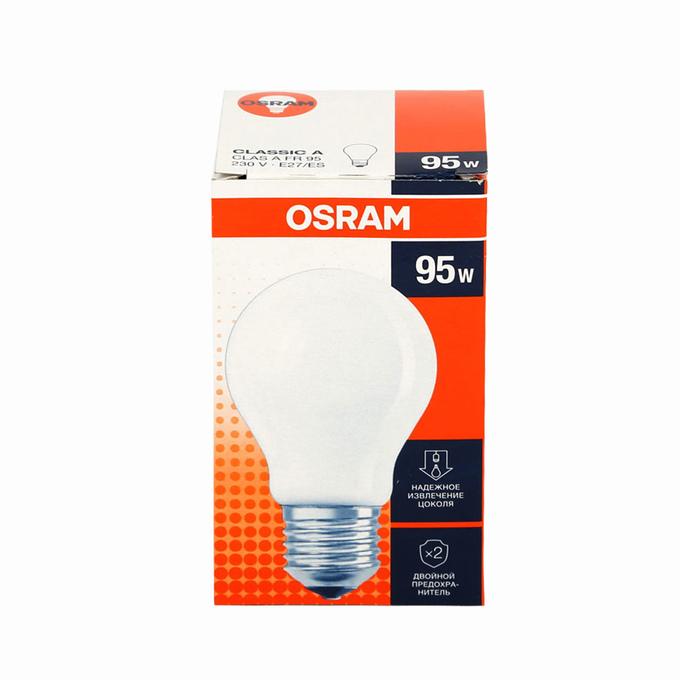 OSRAM
CLASSIC A
CLAS A FR 95
230 V · E27/ES
95 W
OSRAM
95 W
НАДЕЖНОЕ
ИЗВЛЕЧЕНИЕ
ЦОКОЛЯ
×2
ДВОЙНОЙ
ПРЕДОХРА-
НИТЕЛЬ